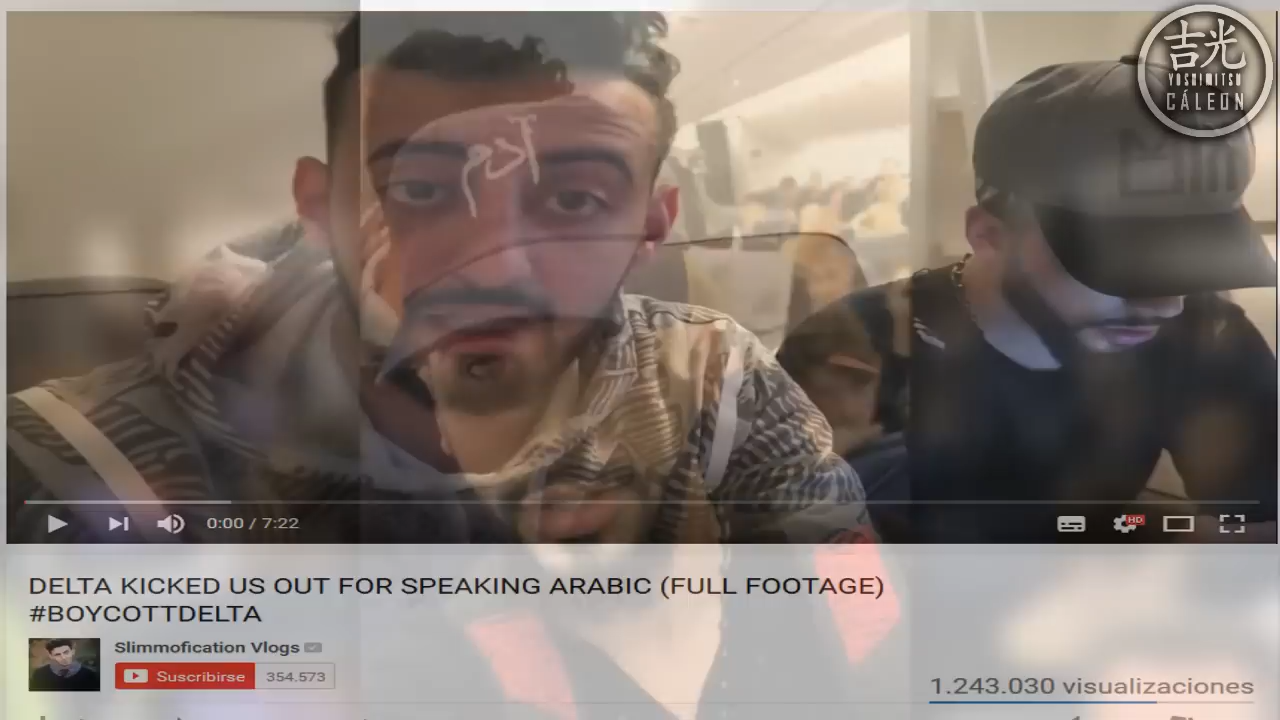 吉光
YOSHIMITSU
CÁLEON
آدم
0:00 / 7:22
HD
DELTA KICKED US OUT FOR SPEAKING ARABIC (FULL FOOTAGE)
#BOYCOTTDELTA
Slimmofication Vlogs
Suscribirse
354.573
1.243.030 visualizaciones